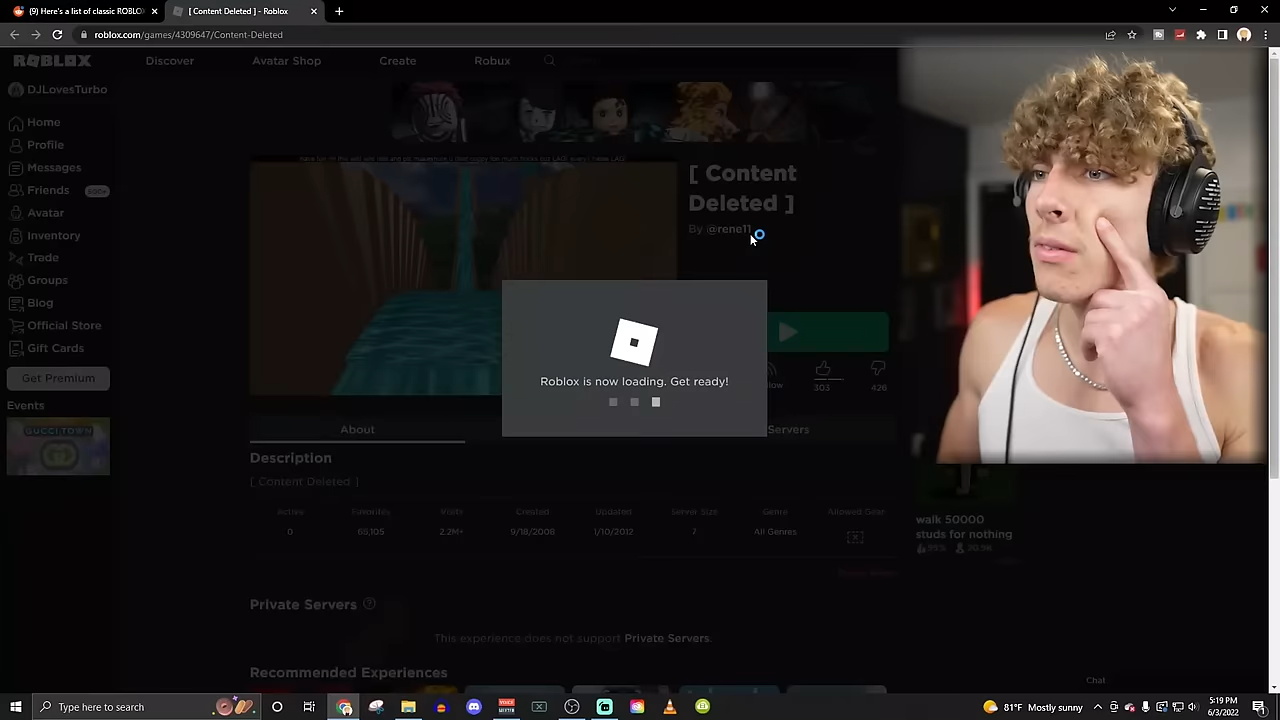 (9) Here's a list of classic ROBLO
[ Content Deleted ] - Roblox
roblox.com/games/4309647/Content-Deleted
ROBLOX
Discover
Avatar Shop
Create
Robux
DJLovesTurbo
Home
Profile
Messages
Friends
Avatar
Inventory
Trade
Groups
Blog
Official Store
Gift Cards
Get Premium
Events
GUCCI TOWN
[ Content
Deleted ]
By @rene11
Roblox is now loading. Get ready!
303
426
About
Servers
Description
[ Content Deleted ]
Active
Favorites
Visits
Created
Updated
Server Size
Genre
Allowed Gear
0
65,105
2.2M+
9/18/2008
1/10/2012
7
All Genres
walk 50000
studs for nothing
Private Servers
This experience does not support Private Servers.
Recommended Experiences
Chat
Type here to search
81°F Mostly sunny
5:19 PM
6/3/2022